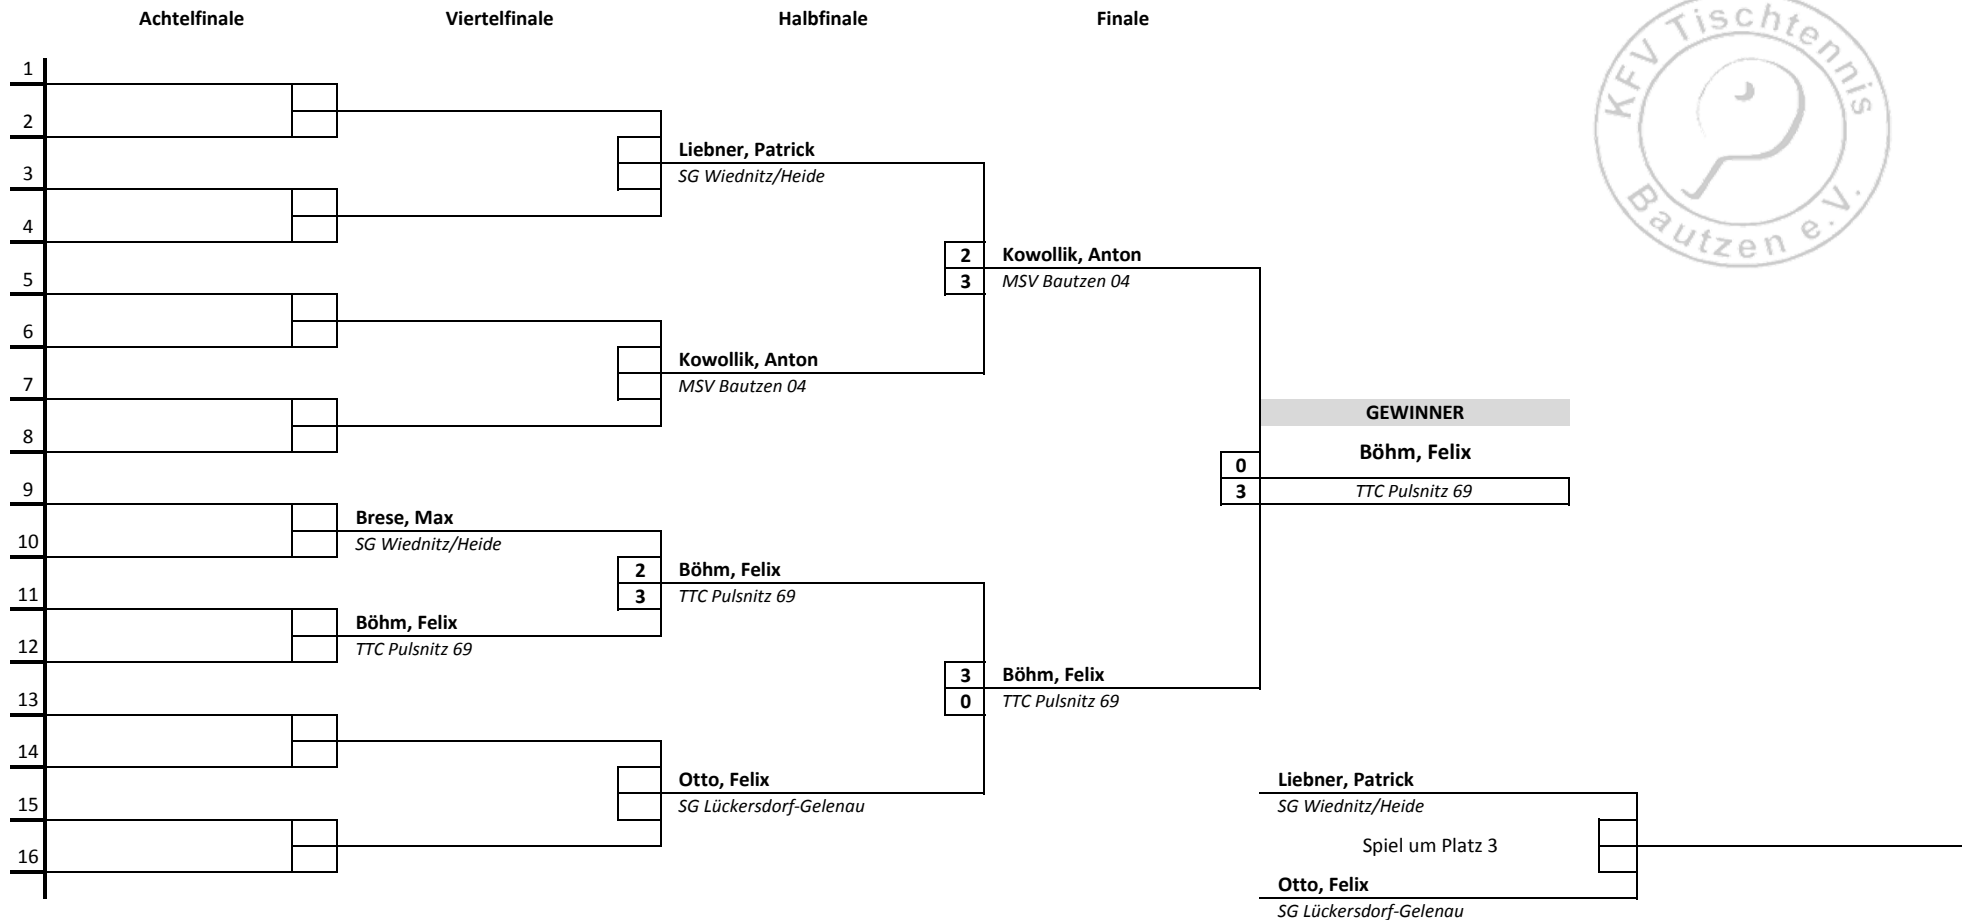 Achtelfinale Viertelfinale Halbfinale Finale
KFV Tischtennis
Bautzen e.V.
1
2
3
4
5
6
7
8
9
10
11
12
13
14
15
16
Brese, Max
SG Wiednitz/Heide
Böhm, Felix
TTC Pulsnitz 69
Liebner, Patrick
SG Wiednitz/Heide
Kowollik, Anton
MSV Bautzen 04
2
3
Böhm, Felix
TTC Pulsnitz 69
Otto, Felix
SG Lückersdorf-Gelenau
2
3
Kowollik, Anton
MSV Bautzen 04
3
0
Böhm, Felix
TTC Pulsnitz 69
GEWINNER
0
3
Böhm, Felix
TTC Pulsnitz 69
Liebner, Patrick
SG Wiednitz/Heide
Spiel um Platz 3
Otto, Felix
SG Lückersdorf-Gelenau